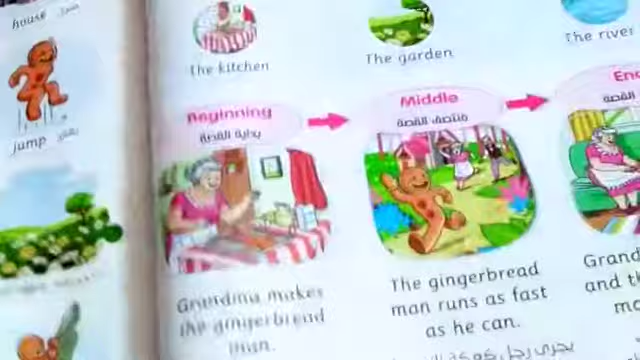 house
jump
يقفز
The kitchen
The garden
The river
Beginning
بداية القصة
Middle
منتصف القصة
القصة
Grandma makes
the gingerbread
man.
The gingerbread
man runs as fast
as he can.
Grand
and th